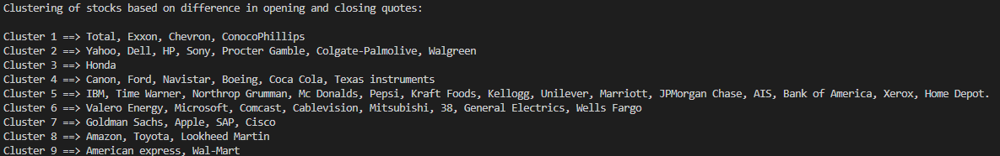 Clustering of stocks based on difference in opening and closing quotes:
Cluster 1 ==> Total, Exxon, Chevron, ConocoPhillips
Cluster 2 ==> Yahoo, Dell, HP, Sony, Procter Gamble, Colgate-Palmolive, Walgreen
Cluster 3 ==> Honda
Cluster 4 ==> Canon, Ford, Navistar, Boeing, Coca Cola, Texas instruments
Cluster 5 ==> IBM, Time Warner, Northrop Grumman, Mc Donalds, Pepsi, Kraft Foods, Kellogg, Unilever, Marriott, JPMorgan Chase, AIS, Bank of America, Xerox, Home Depot.
Cluster 6 ==> Valero Energy, Microsoft, Comcast, Cablevision, Mitsubishi, 38, General Electrics, Wells Fargo
Cluster 7 ==> Goldman Sachs, Apple, SAP, Cisco
Cluster 8 ==> Amazon, Toyota, Lookheed Martin
Cluster 9 ==> American express, Wal-Mart